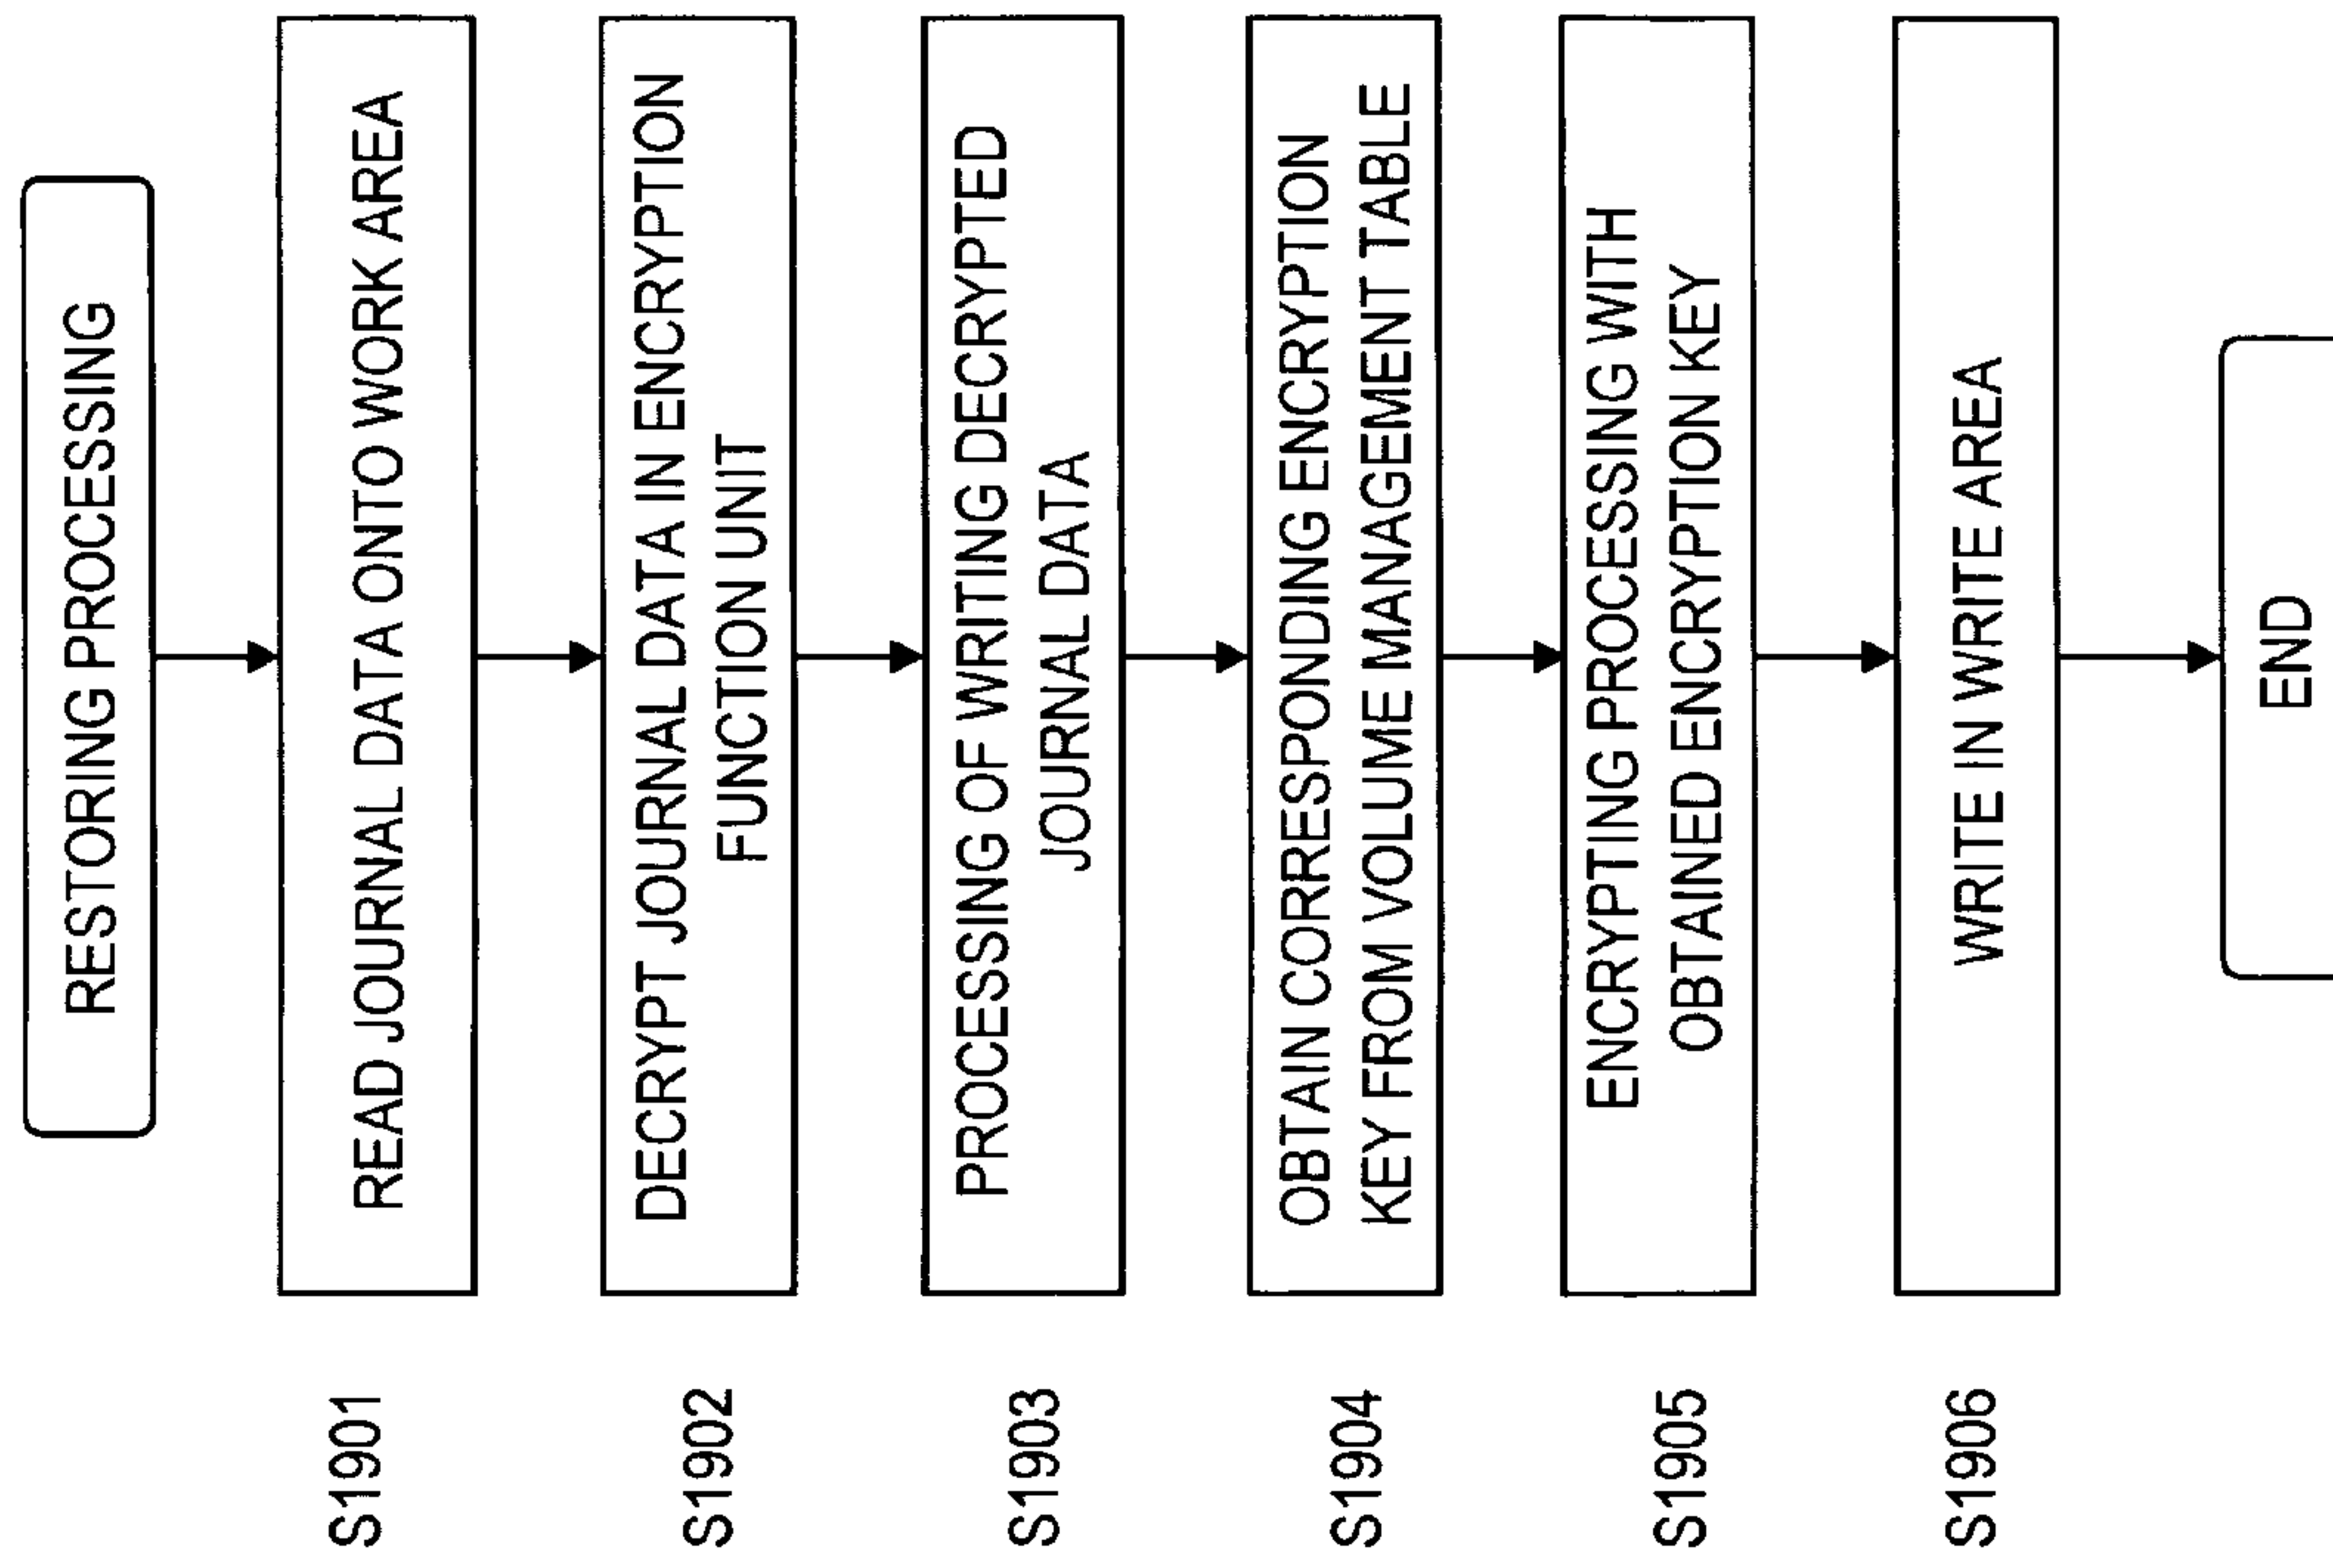 RESTORING PROCESSING
S1901
READ JOURNAL DATA ONTO WORK AREA
S1902
DECRYPT JOURNAL DATA IN ENCRYPTION
FUNCTION UNIT
S1903
PROCESSING OF WRITING DECRYPTED
JOURNAL DATA
S1904
OBTAIN CORRESPONDING ENCRYPTION
KEY FROM VOLUME MANAGEMENT TABLE
S1905
ENCRYPTING PROCESSING WITH
OBTAINED ENCRYPTION KEY
S1906
WRITE IN WRITE AREA
END